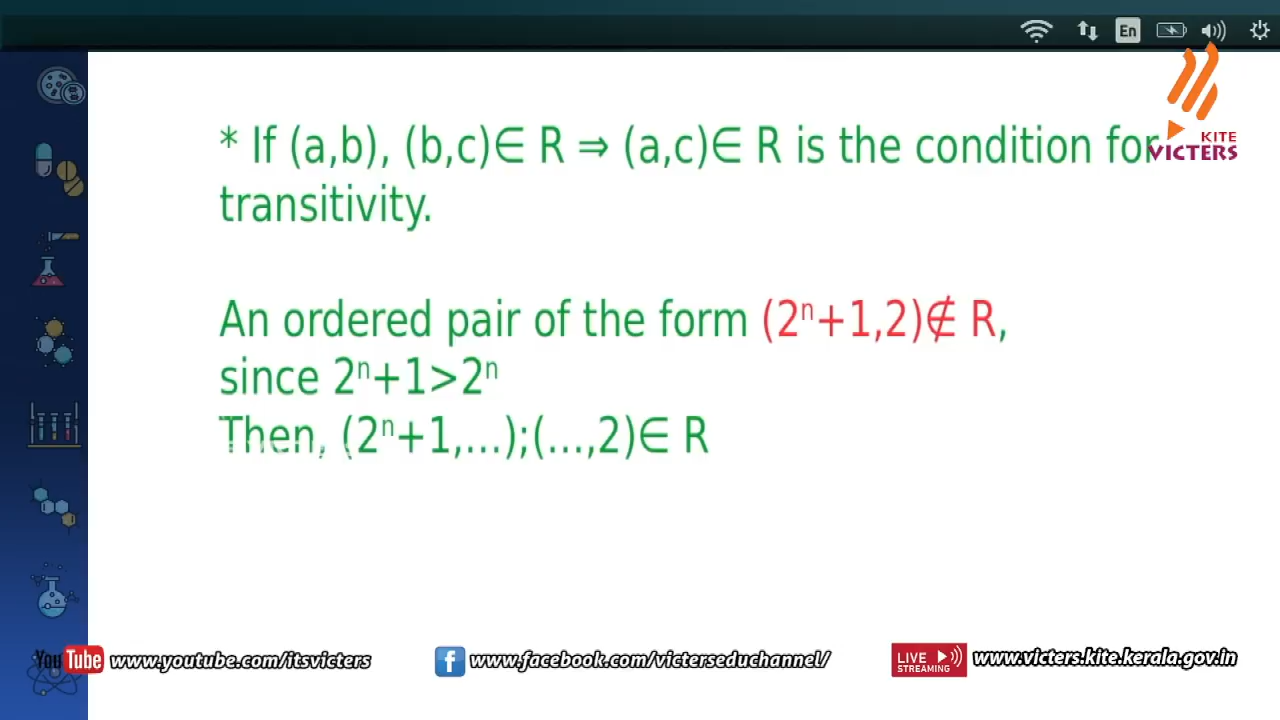 En
* If (a,b), (b,c)∈ R ⇒ (a,c)∈ R is the condition for
transitivity.
KITE
VICTERS
An ordered pair of the form (2ⁿ+1,2)∉ R,
since 2ⁿ+1>2ⁿ
Then, (2ⁿ+1,...);(...,2)∈ R
YouTube www.youtube.com/itsvicters
f www.facebook.com/victerseduchannel/
LIVE STREAMING www.victers.kite.kerala.gov.in